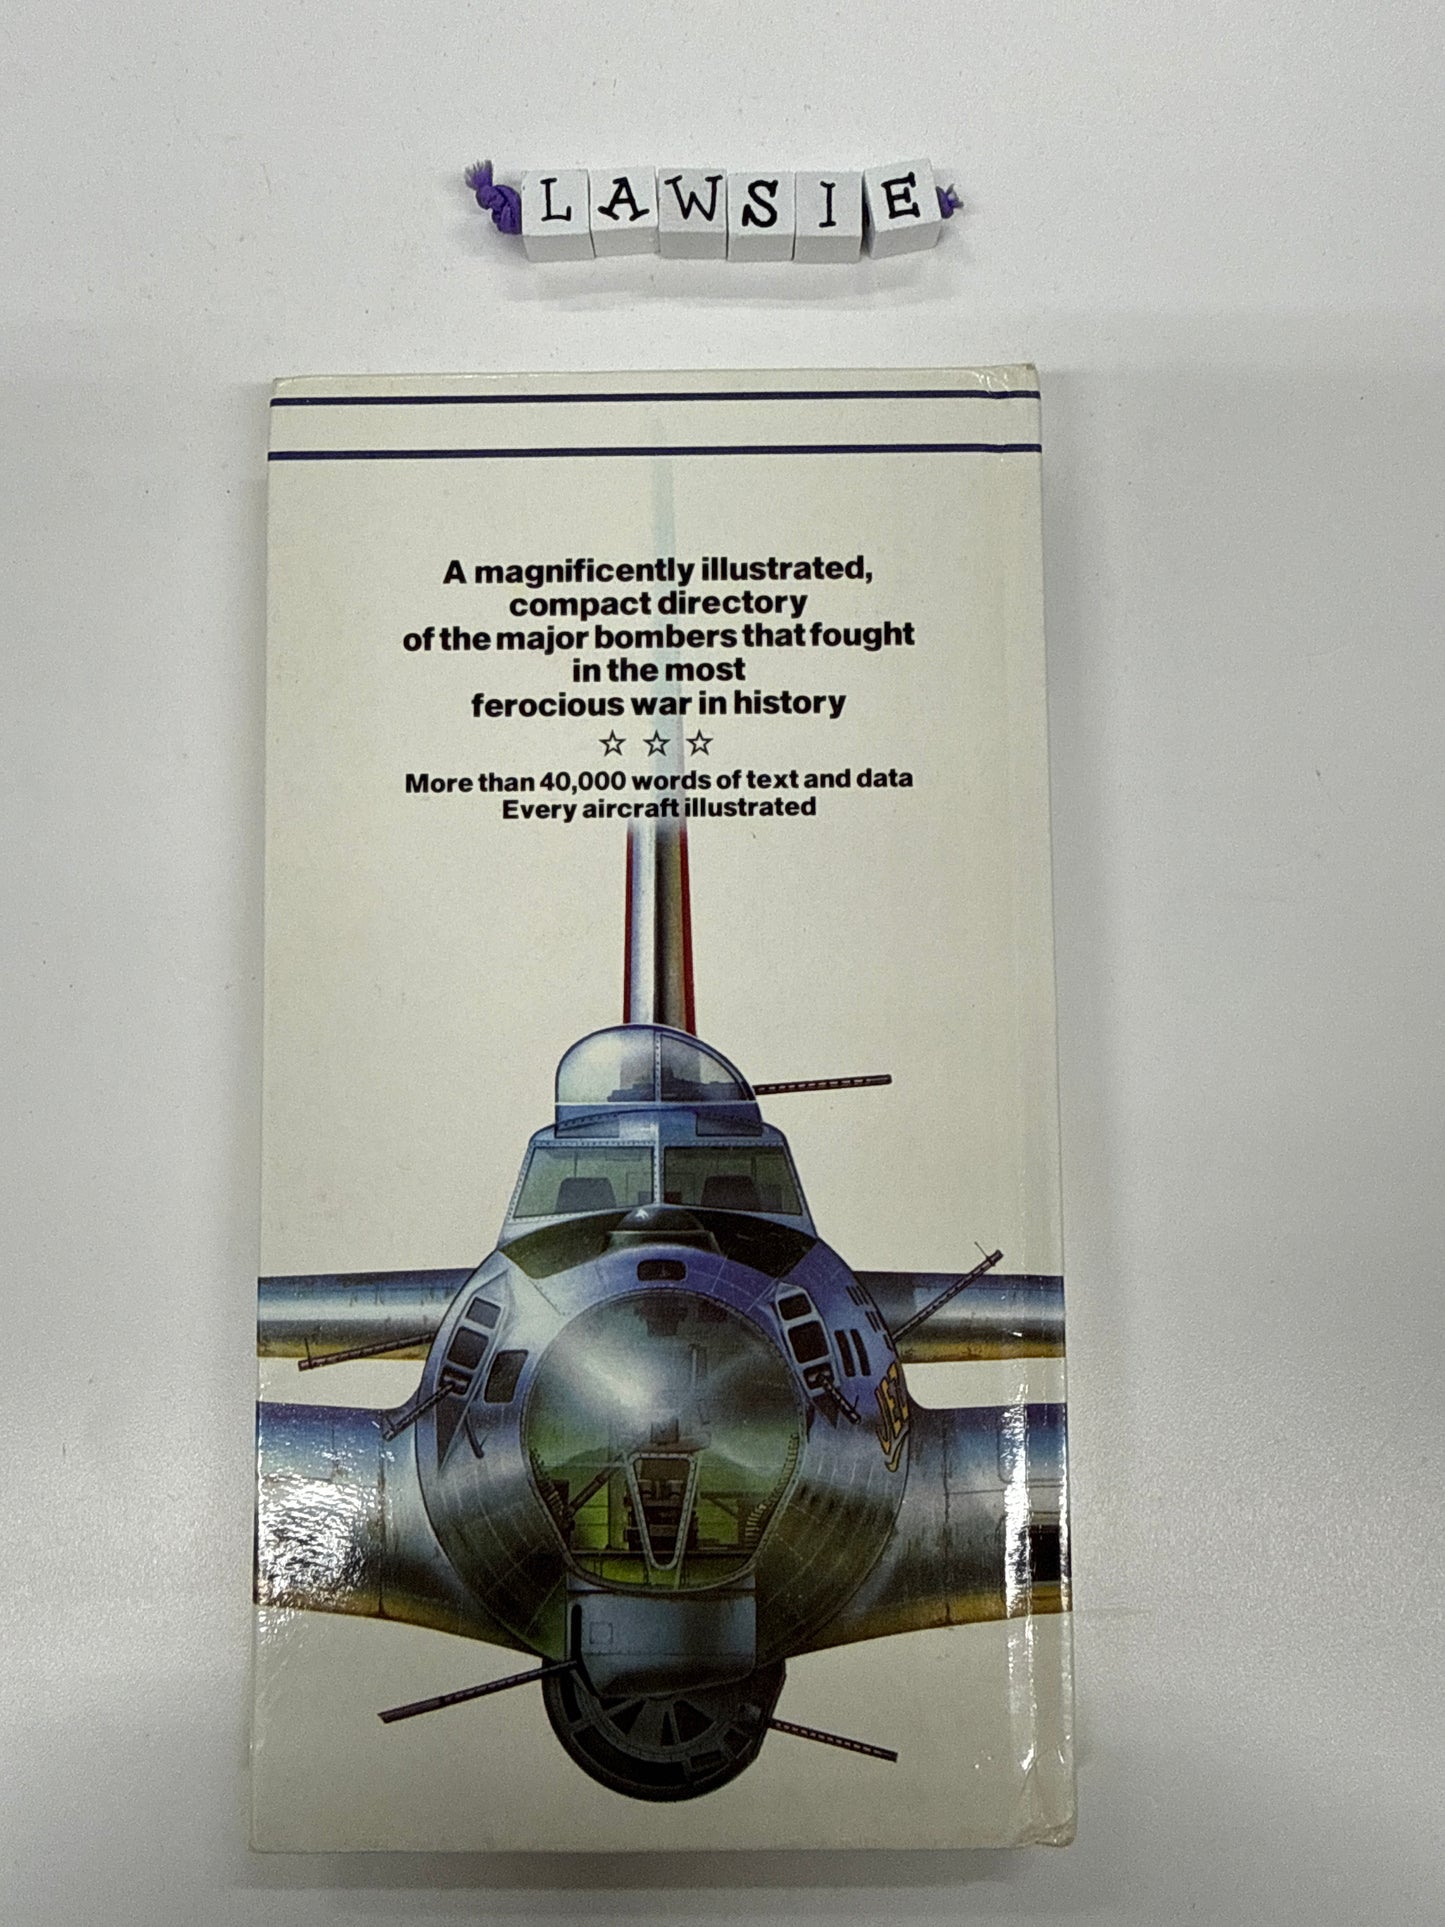 LAWSIE
A magnificently illustrated,
compact directory
of the major bombers that fought
in the most
ferocious war in history
☆ ☆ ☆
More than 40,000 words of text and data
Every aircraft illustrated
JET